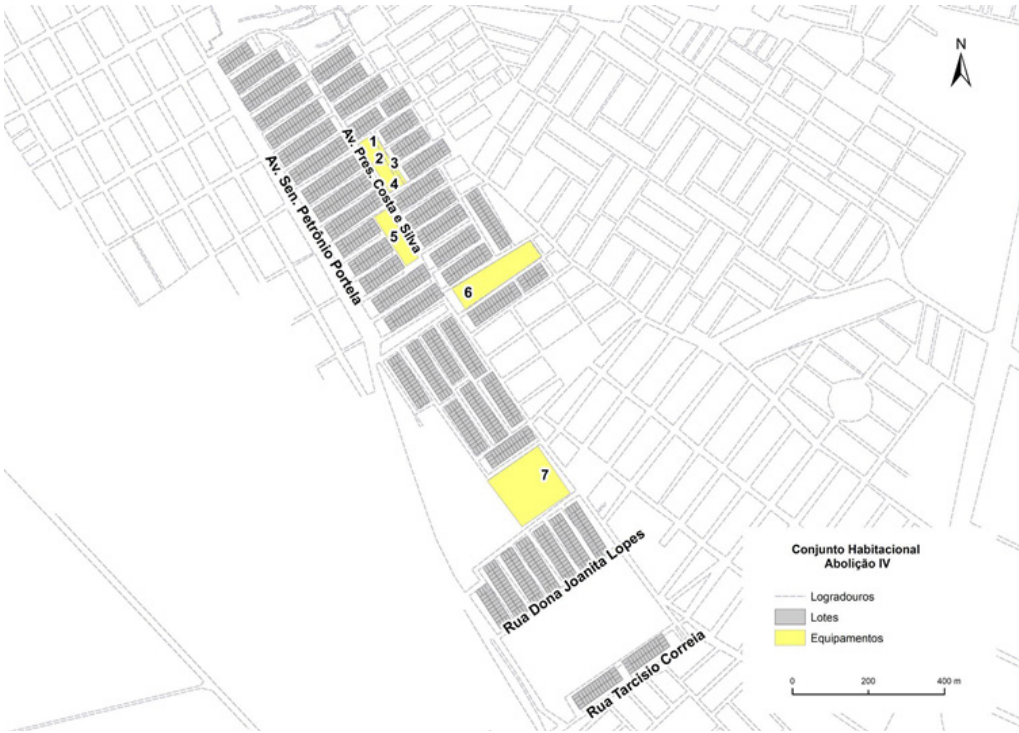 N
1
2
3
4
5
6
7
Av. Pres. Costa e Silva
Av. Sen. Petrônio Portela
Rua Dona Joanita Lopes
Rua Tarcisio Correia
Conjunto Habitacional
Abolição IV
Logradouros
Lotes
Equipamentos
0 200 400 m